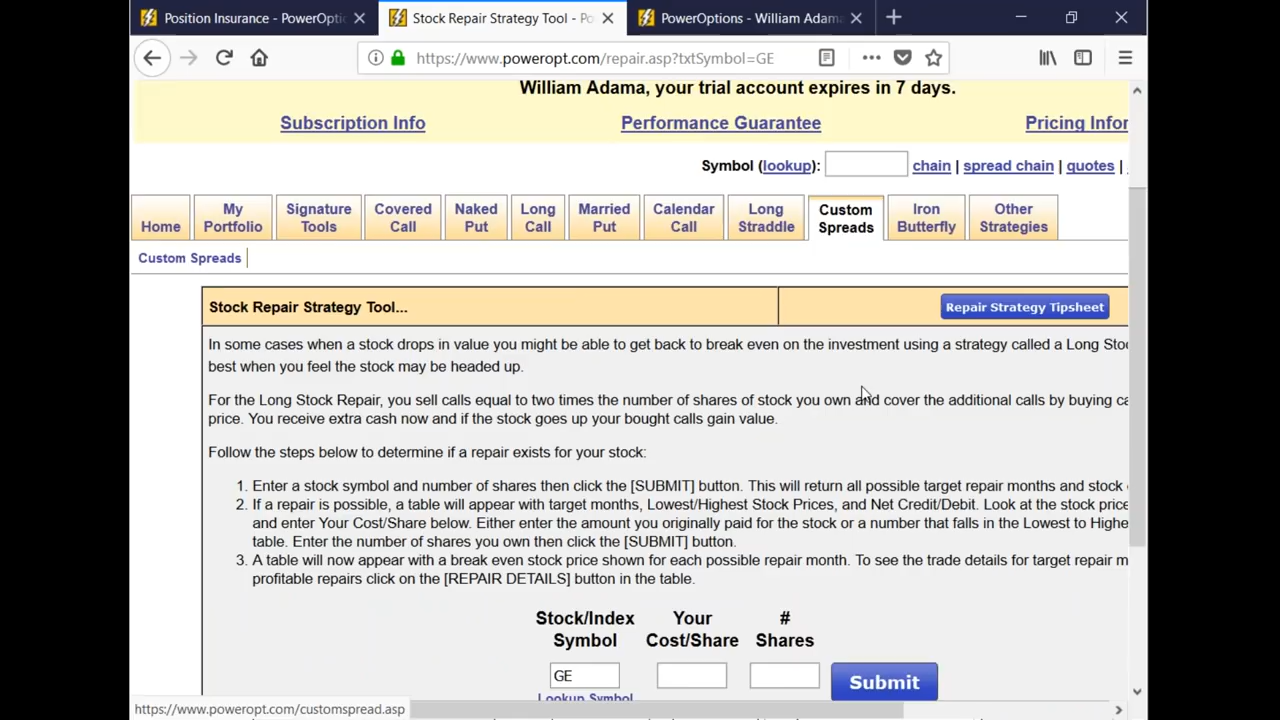 Position Insurance - PowerOptic
Stock Repair Strategy Tool - Po
PowerOptions - William Adama
https://www.poweropt.com/repair.asp?txtSymbol=GE
William Adama, your trial account expires in 7 days.
Subscription Info
Performance Guarantee
Pricing Infor
Symbol (lookup): chain | spread chain | quotes |
Home
My Portfolio
Signature Tools
Covered Call
Naked Put
Long Call
Married Put
Calendar Call
Long Straddle
Custom Spreads
Iron Butterfly
Other Strategies
Custom Spreads
Stock Repair Strategy Tool...
Repair Strategy Tipsheet
In some cases when a stock drops in value you might be able to get back to break even on the investment using a strategy called a Long Stoc
best when you feel the stock may be headed up.
For the Long Stock Repair, you sell calls equal to two times the number of shares of stock you own and cover the additional calls by buying ca
price. You receive extra cash now and if the stock goes up your bought calls gain value.
Follow the steps below to determine if a repair exists for your stock:
1. Enter a stock symbol and number of shares then click the [SUBMIT] button. This will return all possible target repair months and stock
2. If a repair is possible, a table will appear with target months, Lowest/Highest Stock Prices, and Net Credit/Debit. Look at the stock price
and enter Your Cost/Share below. Either enter the amount you originally paid for the stock or a number that falls in the Lowest to Highe
table. Enter the number of shares you own then click the [SUBMIT] button.
3. A table will now appear with a break even stock price shown for each possible repair month. To see the trade details for target repair m
profitable repairs click on the [REPAIR DETAILS] button in the table.
Stock/Index Symbol
Your Cost/Share
# Shares
GE
Submit
Lookup Symbol
https://www.poweropt.com/customspread.asp